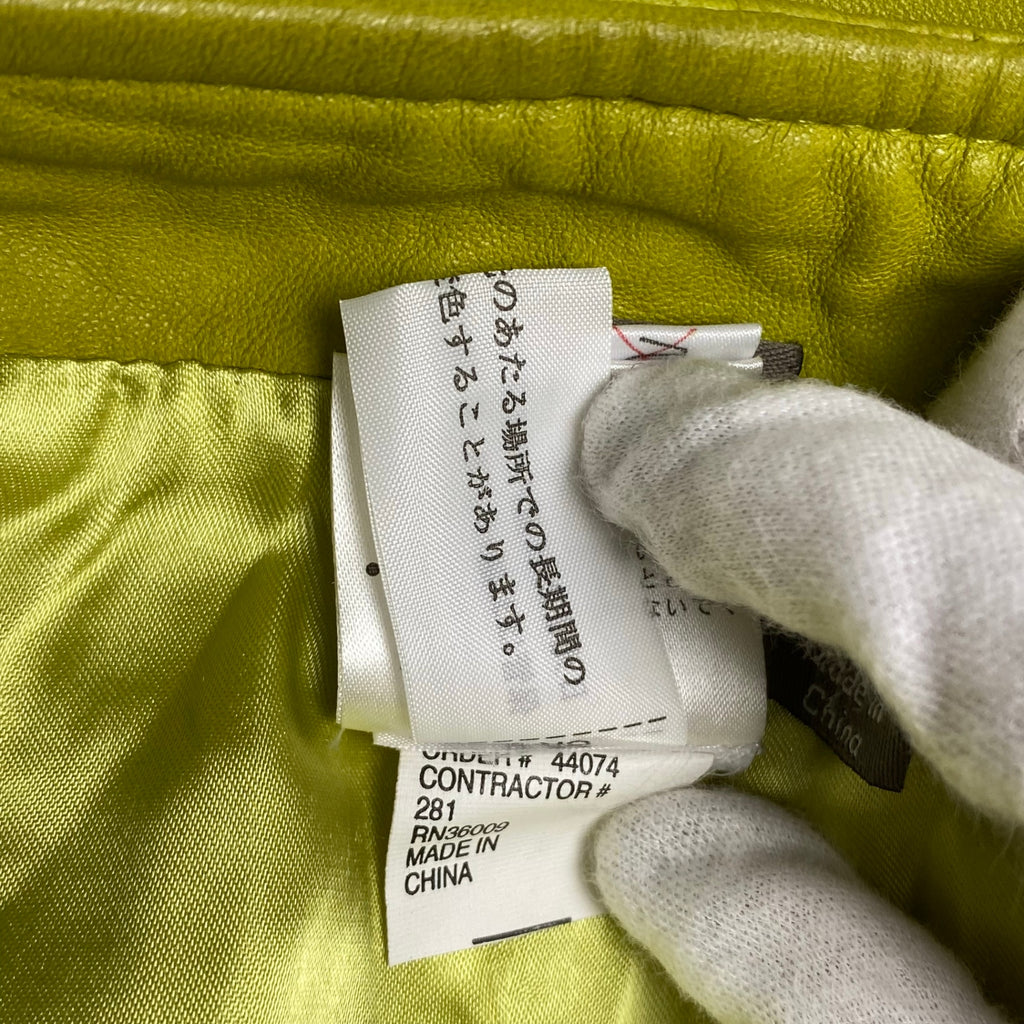 のあたる場所での長期間の
色することがあります。
ORDER# 44074
CONTRACTOR #
281
RN36009
MADE IN
CHINA
Made in
China